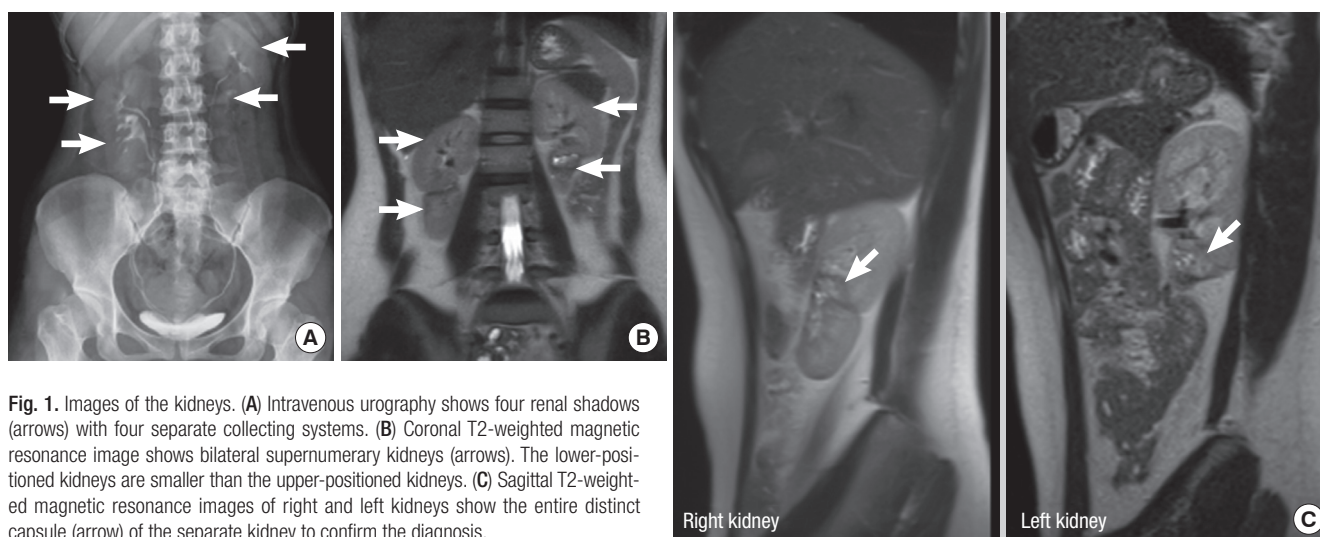 A
B
Right kidney
Left kidney
C
Fig. 1. Images of the kidneys. (A) Intravenous urography shows four renal shadows
(arrows) with four separate collecting systems. (B) Coronal T2-weighted magnetic
resonance image shows bilateral supernumerary kidneys (arrows). The lower-posi-
tioned kidneys are smaller than the upper-positioned kidneys. (C) Sagittal T2-weight-
ed magnetic resonance images of right and left kidneys show the entire distinct
capsule (arrow) of the separate kidney to confirm the diagnosis.